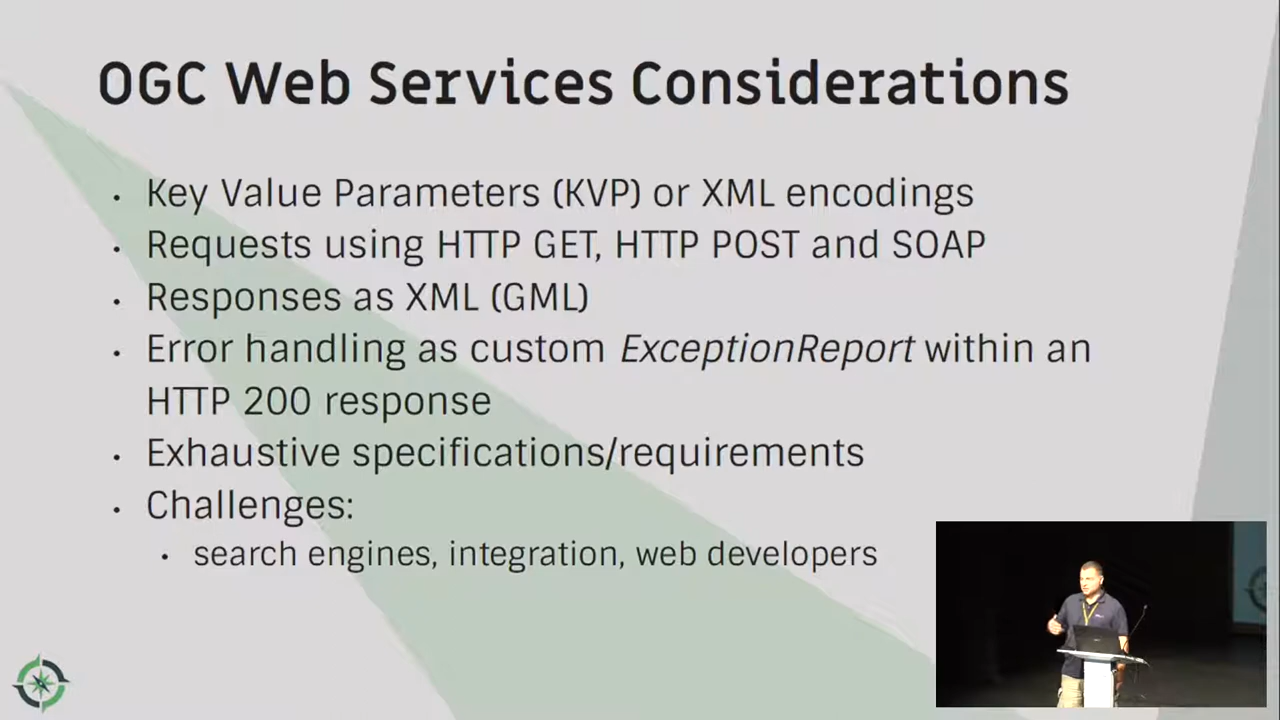 OGC Web Services Considerations
• Key Value Parameters (KVP) or XML encodings
• Requests using HTTP GET, HTTP POST and SOAP
• Responses as XML (GML)
• Error handling as custom ExceptionReport within an
HTTP 200 response
• Exhaustive specifications/requirements
• Challenges:
• search engines, integration, web developers